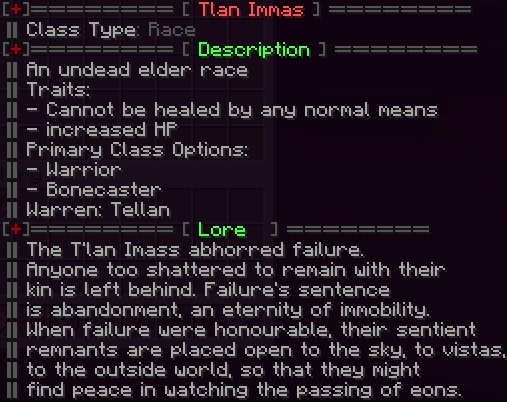 [+]========= [ Tlan Immas ] =========
|| Class Type: Race
[+]========= [ Description ] =========
|| An undead elder race
|| Traits:
|| - Cannot be healed by any normal means
|| - increased HP
|| Primary Class Options:
|| - Warrior
|| - Bonecaster
|| Warren: Tellan
[+]========= [ Lore  ] =========
|| The T'lan Imass abhorred failure.
|| Anyone too shattered to remain with their
|| kin is left behind. Failure's sentence
|| is abandonment, an eternity of immobility.
|| When failure were honourable, their sentient
|| remnants are placed open to the sky, to vistas,
|| to the outside world, so that they might
|| find peace in watching the passing of eons.